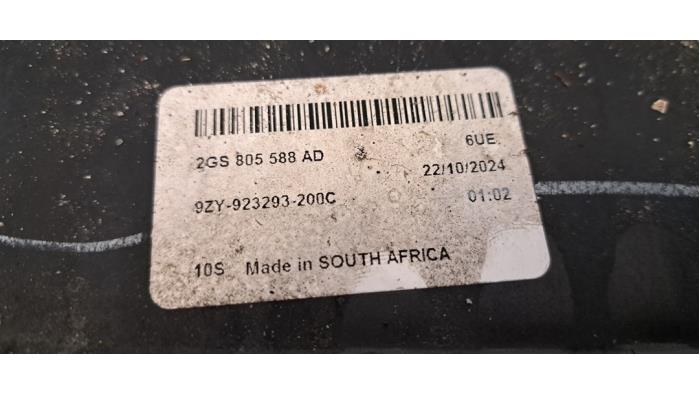 2GS 805 588 AD 6UE
22/10/2024
9ZY-923293-200C 01:02
10S Made in SOUTH AFRICA